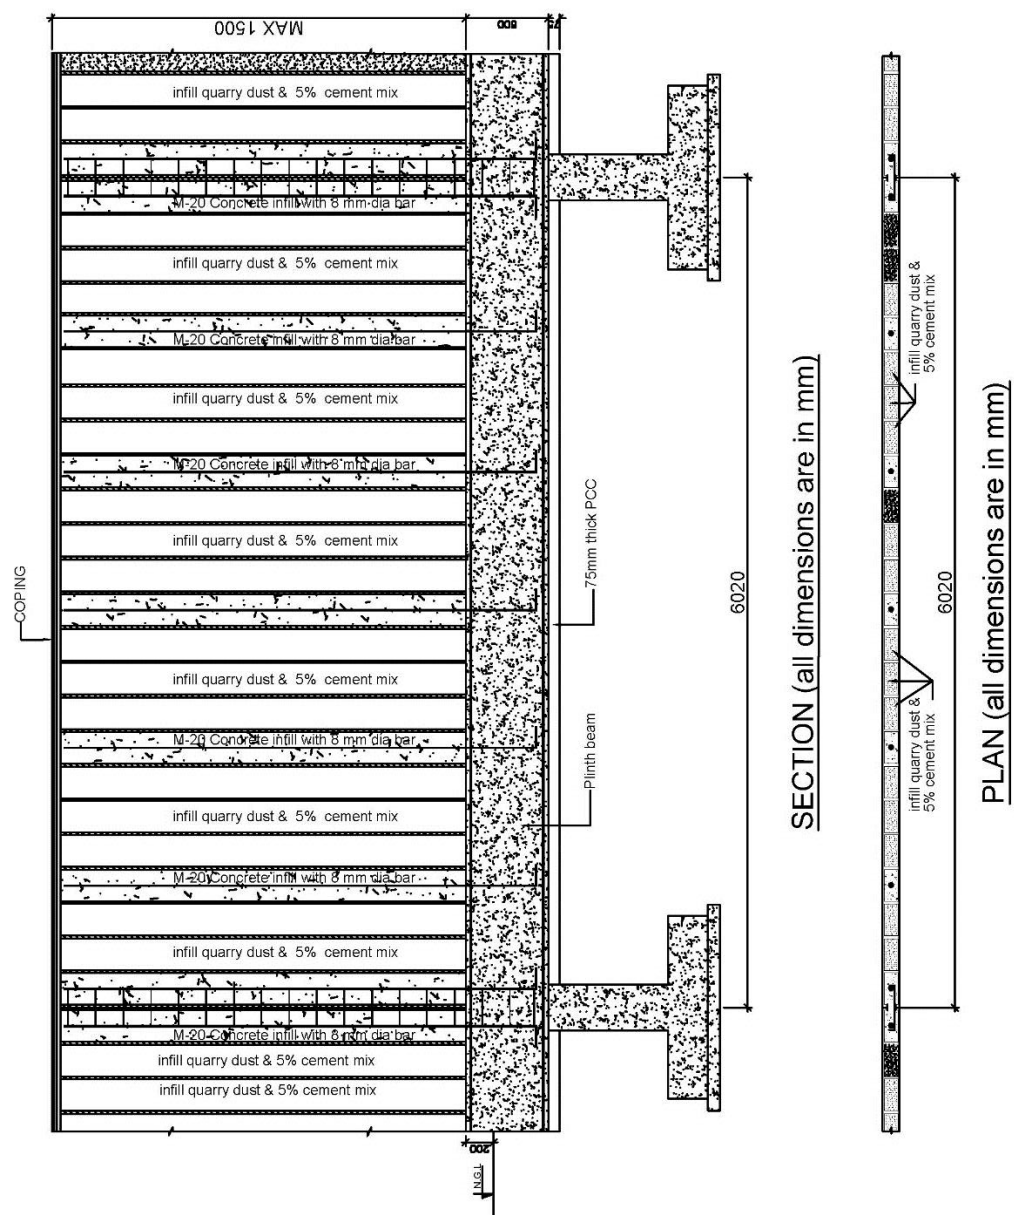 MAX 1500
75
infill quarry dust & 5% cement mix
M-20 Concrete infill with 8 mm dia bar
infill quarry dust & 5% cement mix
M-20 Concrete infill with 8 mm dia bar
infill quarry dust & 5% cement mix
M-20 Concrete infill with 8 mm dia bar
infill quarry dust & 5% cement mix
infill quarry dust & 5% cement mix
M-20 Concrete infill with 8 mm dia bar
infill quarry dust & 5% cement mix
M-20 Concrete infill with 8 mm dia bar
infill quarry dust & 5% cement mix
M-20 Concrete infill with 8 mm dia bar
infill quarry dust & 5% cement mix
infill quarry dust & 5% cement mix
COPING
75mm thick PCC
Plinth beam
200
N.G.L
6020
SECTION (all dimensions are in mm)
infill quarry dust &
5% cement mix
infill quarry dust &
5% cement mix
6020
PLAN (all dimensions are in mm)